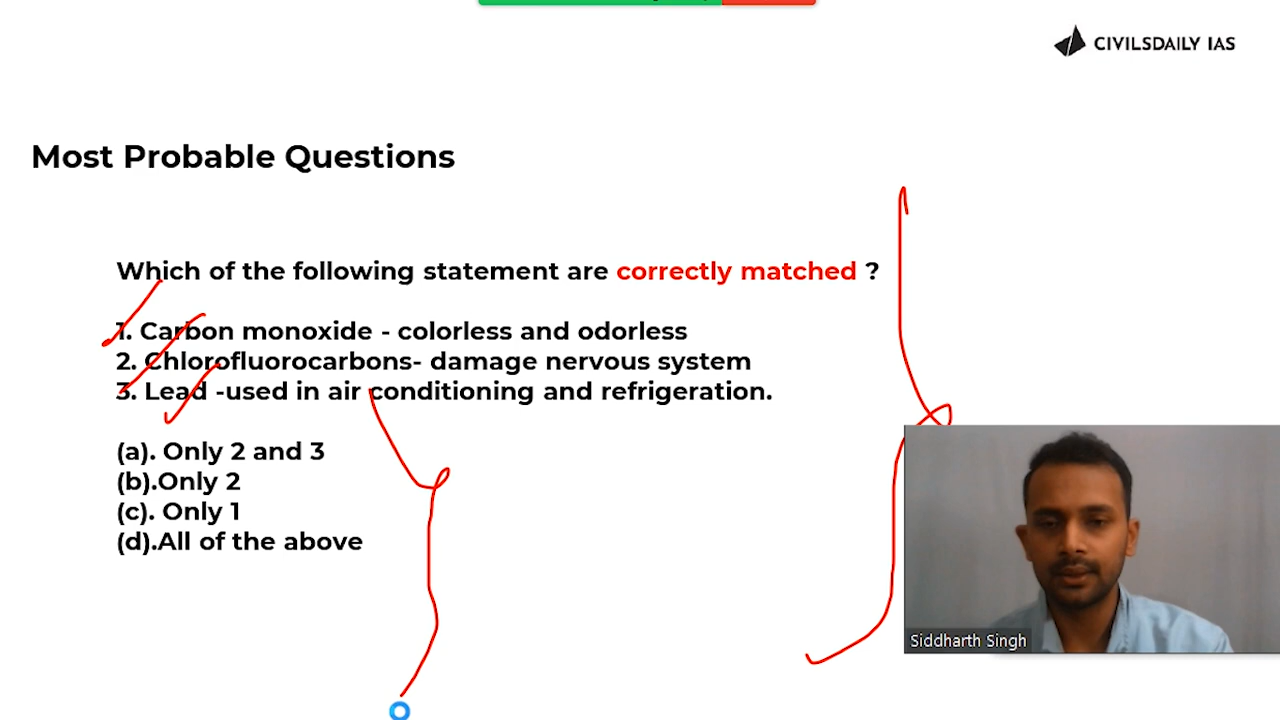 CIVILSDAILY IAS
Most Probable Questions
Which of the following statement are correctly matched ?
1. Carbon monoxide - colorless and odorless
2. Chlorofluorocarbons- damage nervous system
3. Lead -used in air conditioning and refrigeration.
(a). Only 2 and 3
(b).Only 2
(c). Only 1
(d).All of the above
Siddharth Singh